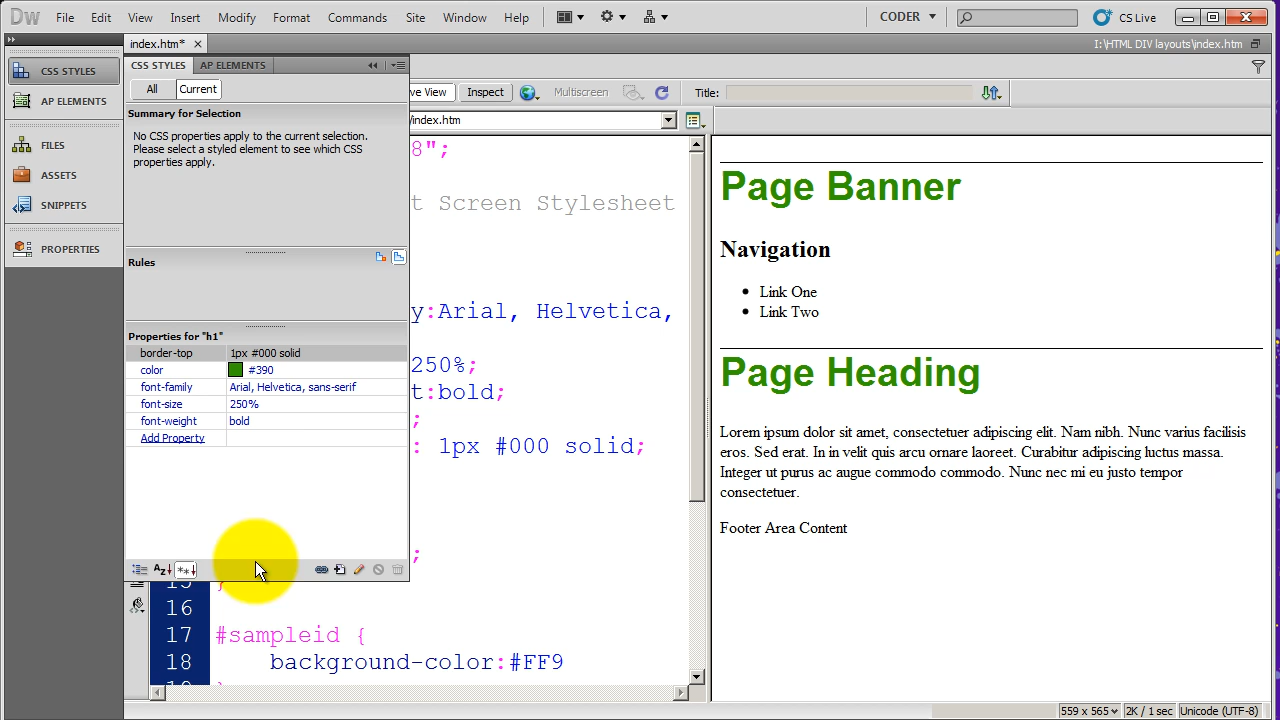 Dw File Edit View Insert Modify Format Commands Site Window Help CODER CS Live
index.htm* I:\HTML DIV layouts\index.htm
CSS STYLES
AP ELEMENTS
FILES
ASSETS
SNIPPETS
PROPERTIES
CSS STYLES AP ELEMENTS
All Current
Summary for Selection
No CSS properties apply to the current selection.
Please select a styled element to see which CSS
properties apply.
Rules
Properties for "h1"
border-top 1px #000 solid
color #390
font-family Arial, Helvetica, sans-serif
font-size 250%
font-weight bold
Add Property
ve View Inspect Multiscreen Title:
/index.htm
8";
t Screen Stylesheet
y:Arial, Helvetica,
250%;
t:bold;
;
: 1px #000 solid;
;
15 }
16
17 #sampleid {
18 background-color:#FF9
Page Banner
Navigation
• Link One
• Link Two
Page Heading
Lorem ipsum dolor sit amet, consectetuer adipiscing elit. Nam nibh. Nunc varius facilisis
eros. Sed erat. In in velit quis arcu ornare laoreet. Curabitur adipiscing luctus massa.
Integer ut purus ac augue commodo commodo. Nunc nec mi eu justo tempor
consectetuer.
Footer Area Content
559 x 565 2K / 1 sec Unicode (UTF-8)